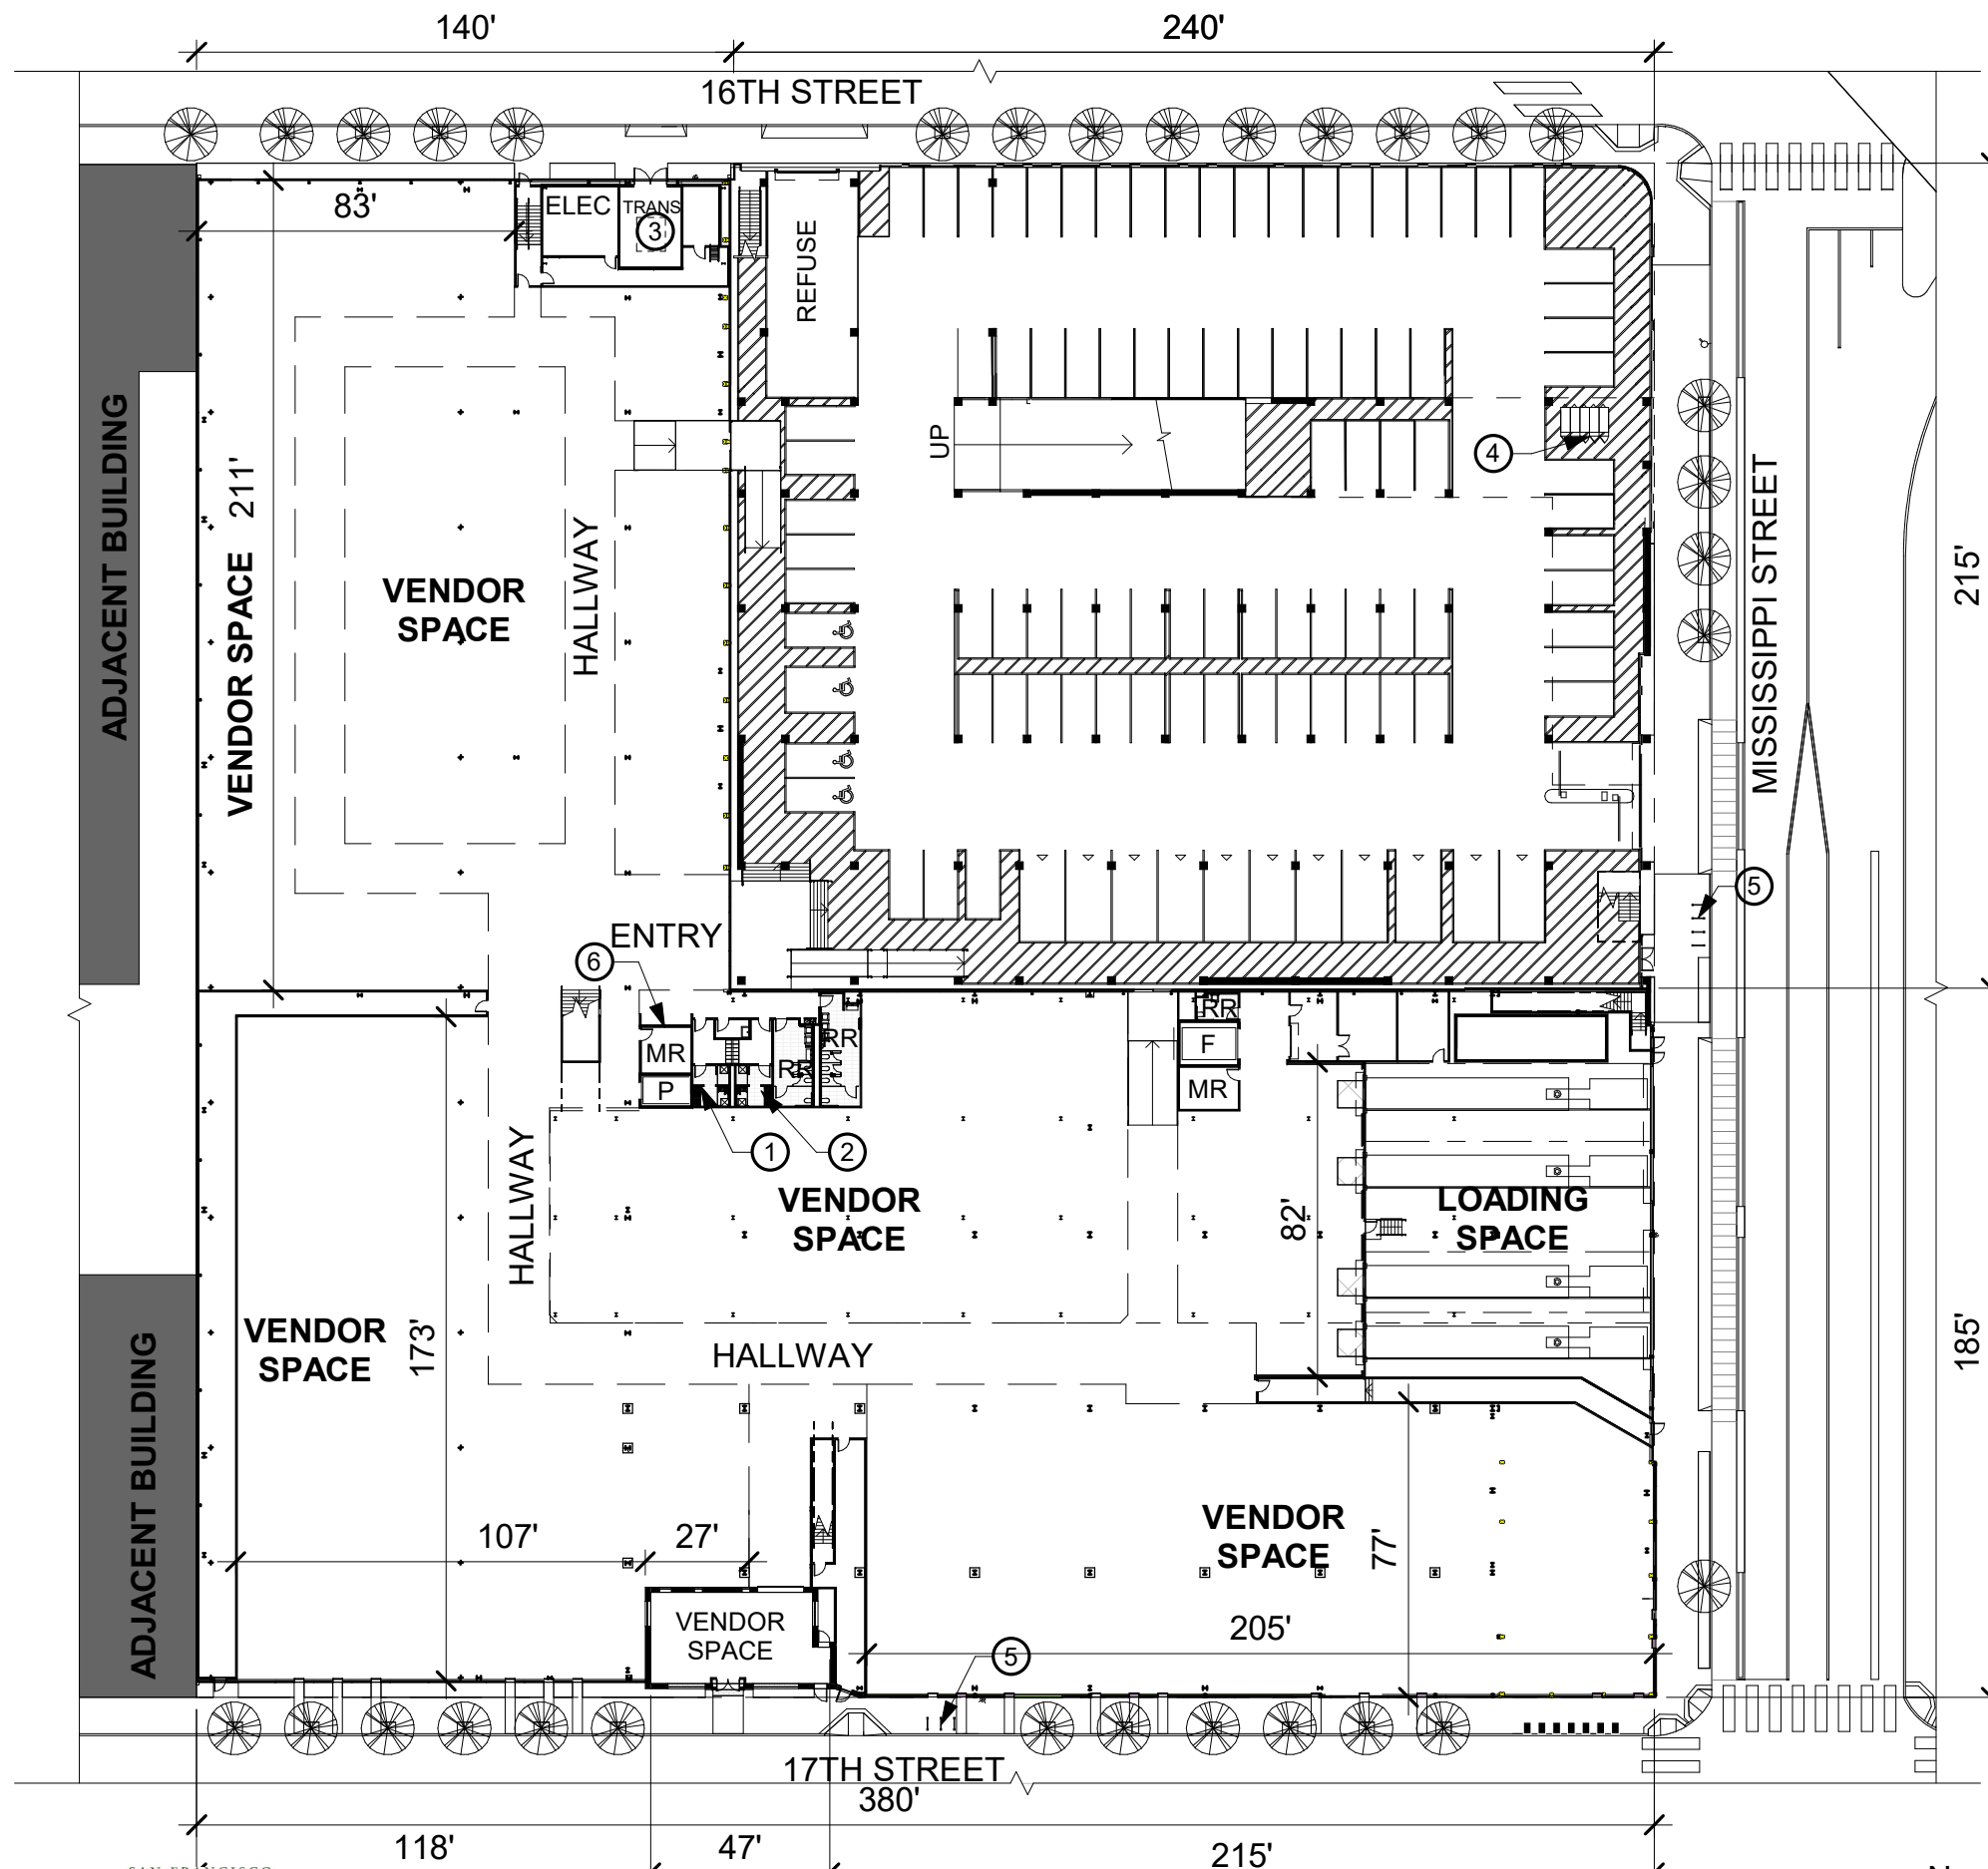 140'
240'
16TH STREET
83'
ELEC
TRANS
3
REFUSE
ADJACENT BUILDING
VENDOR SPACE 211'
VENDOR
SPACE
HALLWAY
UP
4
MISSISSIPPI STREET
215'
5
ENTRY
6
MR
P
RR
RR
RR
F
MR
1
2
HALLWAY
VENDOR
SPACE
82'
LOADING
SPACE
185'
ADJACENT BUILDING
VENDOR
SPACE
173'
HALLWAY
107'
27'
VENDOR
SPACE
VENDOR
SPACE
77'
205'
5
17TH STREET
380'
118'
47'
215'